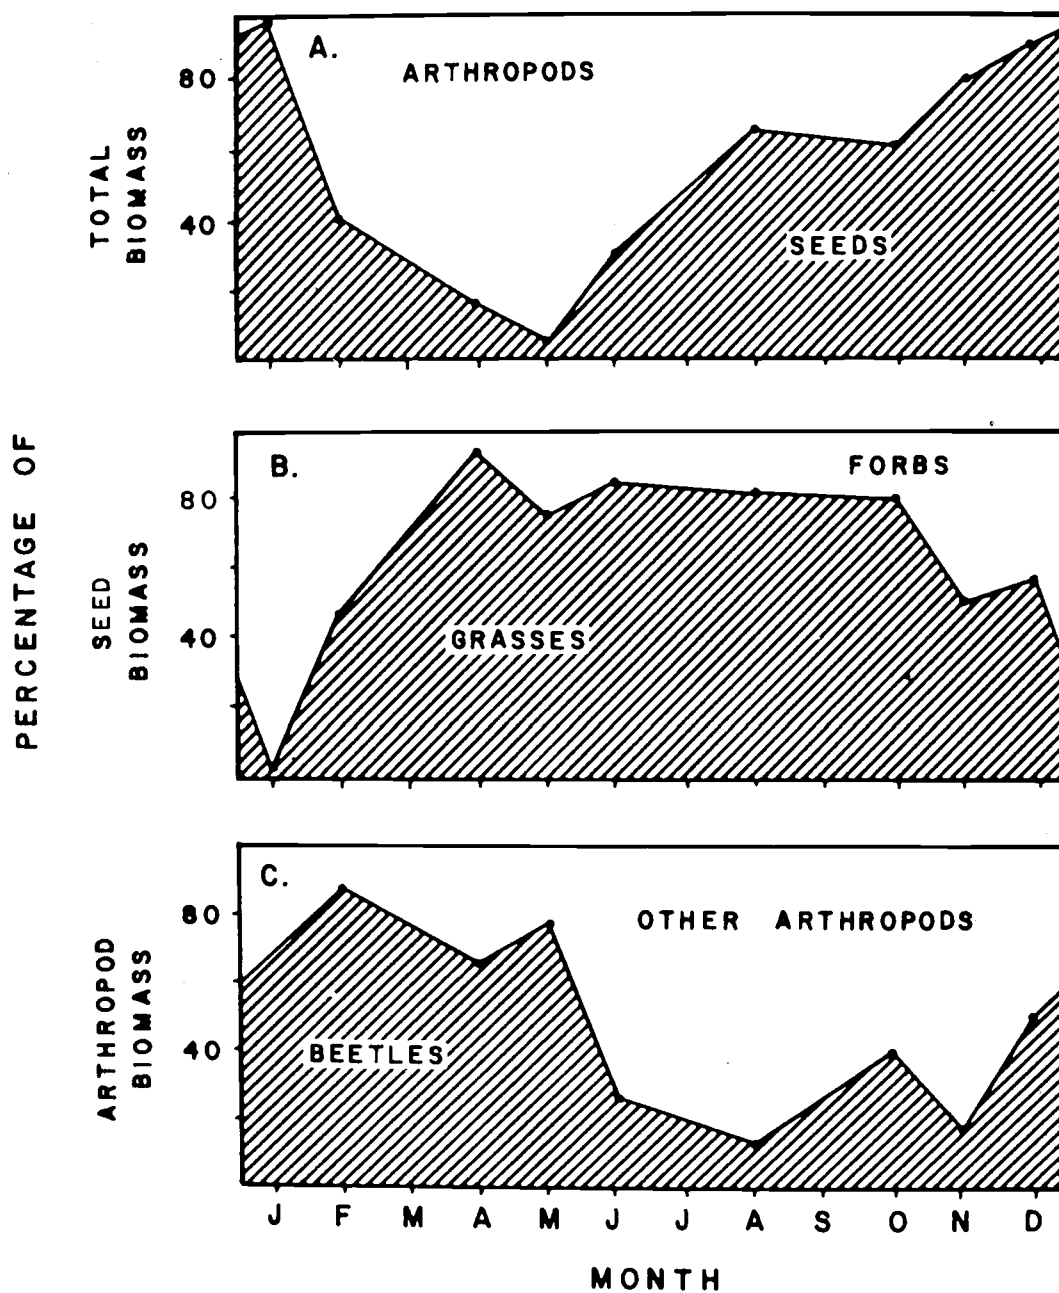 A.
ARTHROPODS
80
40
SEEDS
TOTAL
BIOMASS
B.
FORBS
80
40
GRASSES
SEED
BIOMASS
PERCENTAGE OF
C.
OTHER ARTHROPODS
80
40
BEETLES
ARTHROPOD
BIOMASS
J F M A M J J A S O N D
MONTH